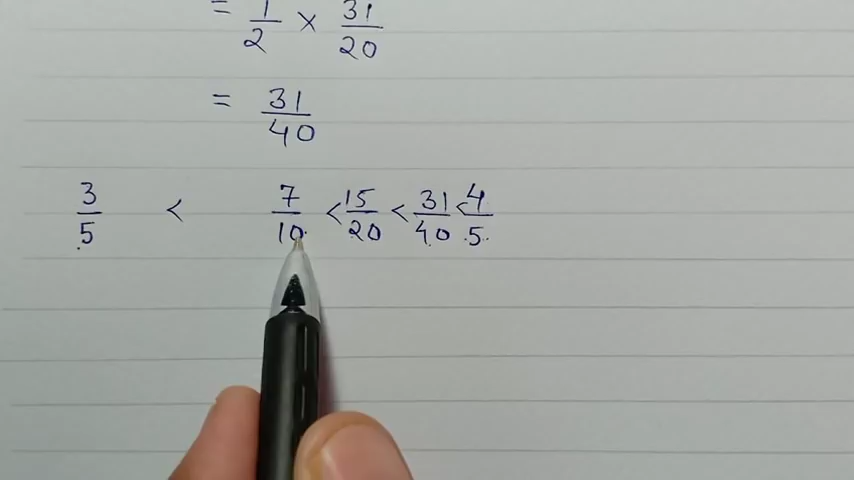 = 1/2 × 31/20
= 31/40
3/5 < 7/10 < 15/20 < 31/40 < 4/5